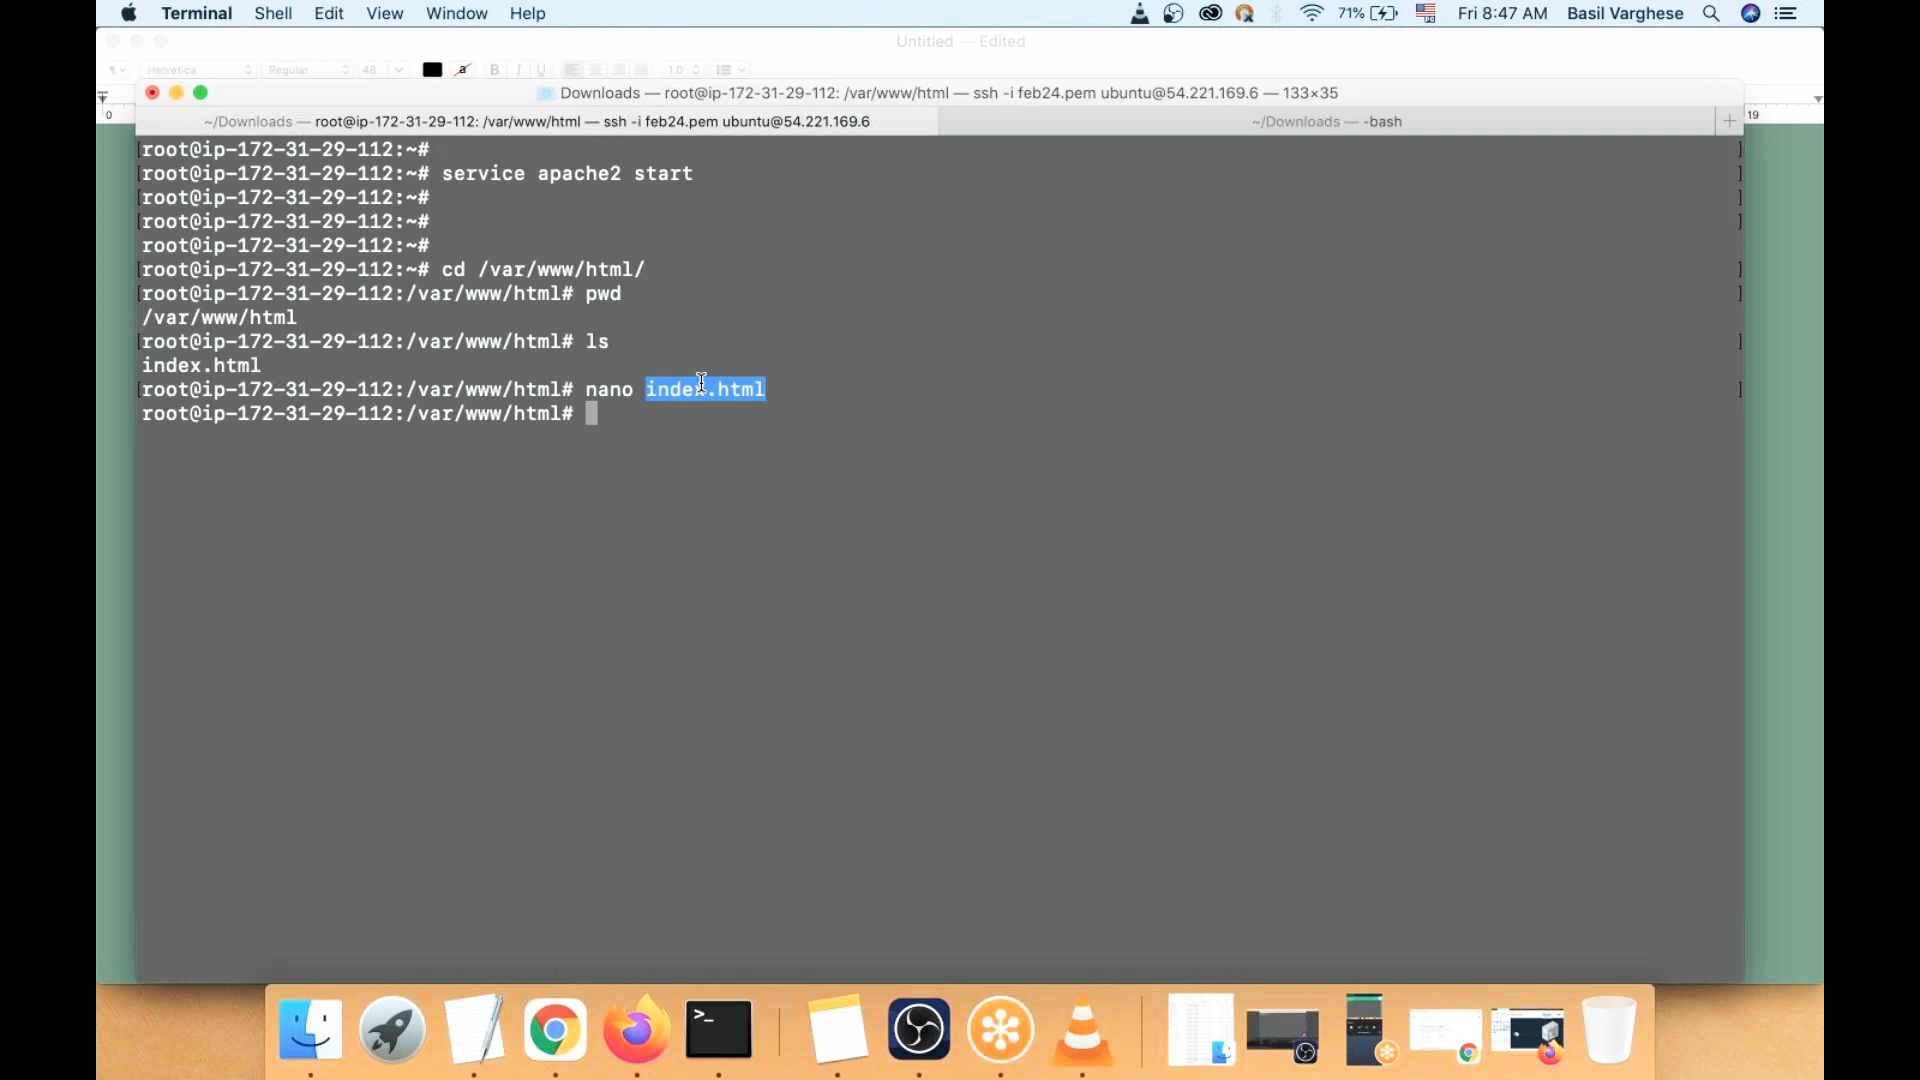 Terminal Shell Edit View Window Help 71% Fri 8:47 AM Basil Varghese
Untitled — Edited
Helvetica Regular 48 a B I U 1.0
Downloads — root@ip-172-31-29-112: /var/www/html — ssh -i feb24.pem ubuntu@54.221.169.6 — 133×35
0 ~/Downloads — root@ip-172-31-29-112: /var/www/html — ssh -i feb24.pem ubuntu@54.221.169.6 ~/Downloads — -bash + 19
[root@ip-172-31-29-112:~# ]
[root@ip-172-31-29-112:~# service apache2 start ]
[root@ip-172-31-29-112:~# ]
[root@ip-172-31-29-112:~# ]
root@ip-172-31-29-112:~#
[root@ip-172-31-29-112:~# cd /var/www/html/ ]
[root@ip-172-31-29-112:/var/www/html# pwd ]
/var/www/html
[root@ip-172-31-29-112:/var/www/html# ls ]
index.html
[root@ip-172-31-29-112:/var/www/html# nano index.html ]
root@ip-172-31-29-112:/var/www/html#
>_